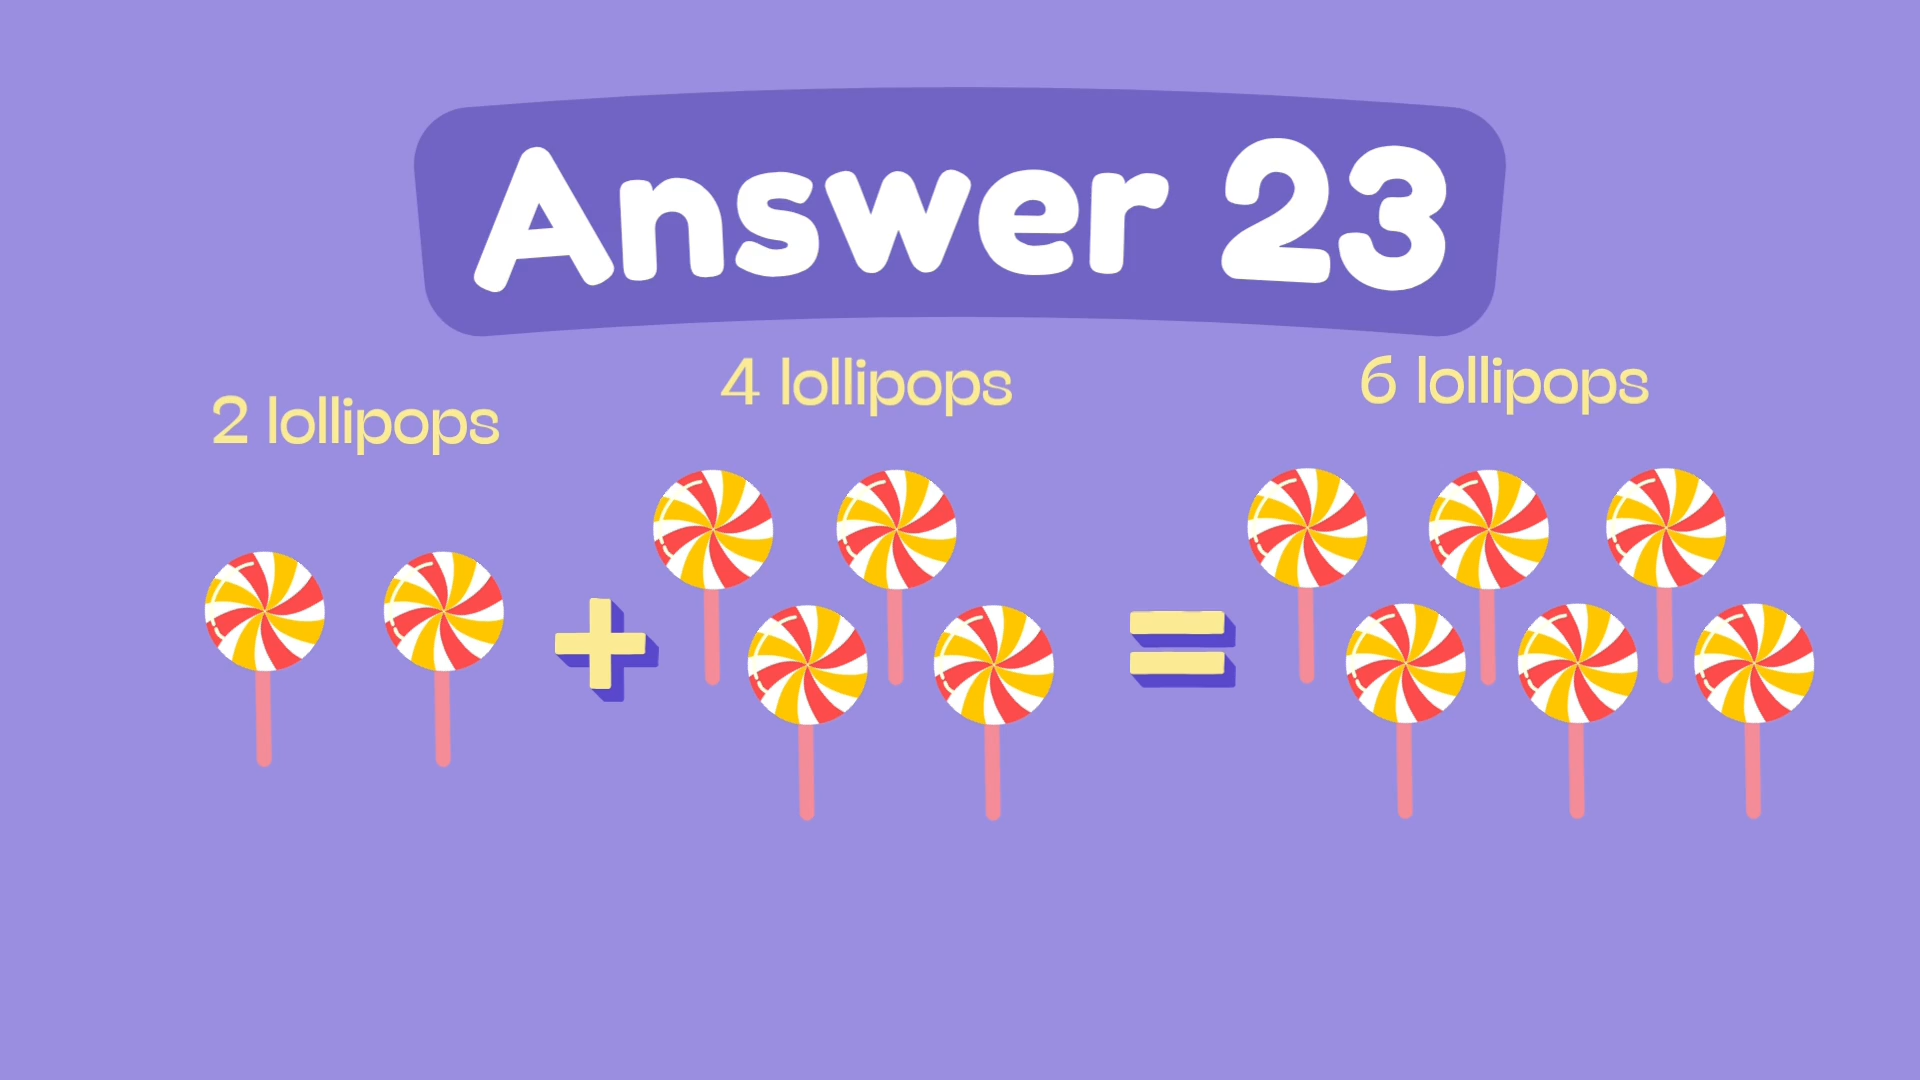 Answer 23
2 lollipops
4 lollipops
6 lollipops
+
=